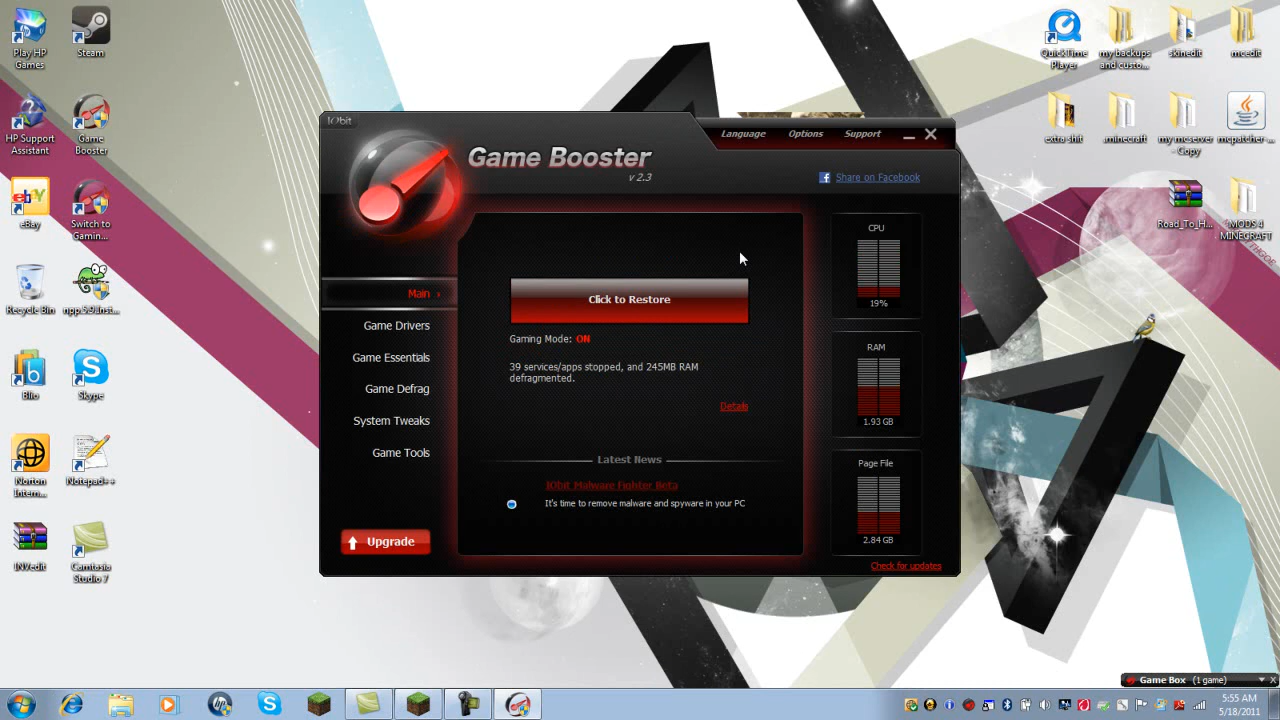 Play HP
Games
Steam
HP Support
Assistant
Game
Booster
eBay
Switch to
Gamin...
Recycle Bin
npp.5.9.Inst...
Blio
Skype
Norton
Intern...
Notepad++
INVedit
Camtasia
Studio 7
IObit
Language
Options
Support
Game Booster
v 2.3
Share on Facebook
Main ›
Game Drivers
Game Essentials
Game Defrag
System Tweaks
Game Tools
Upgrade
Click to Restore
Gaming Mode: ON
39 services/apps stopped, and 245MB RAM
defragmented.
Details
Latest News
IObit Malware Fighter Beta
It's time to remove malware and spyware in your PC
CPU
19%
RAM
1.93 GB
Page File
2.84 GB
Check for updates
QuickTime
Player
my backups
and custo...
skinedit
mcedit
extra shit
.minecraft
my mcserver
- Copy
mcpatcher-...
Road_To_H...
MINECRAFT
Game Box (1 game)
5:55 AM
5/18/2011